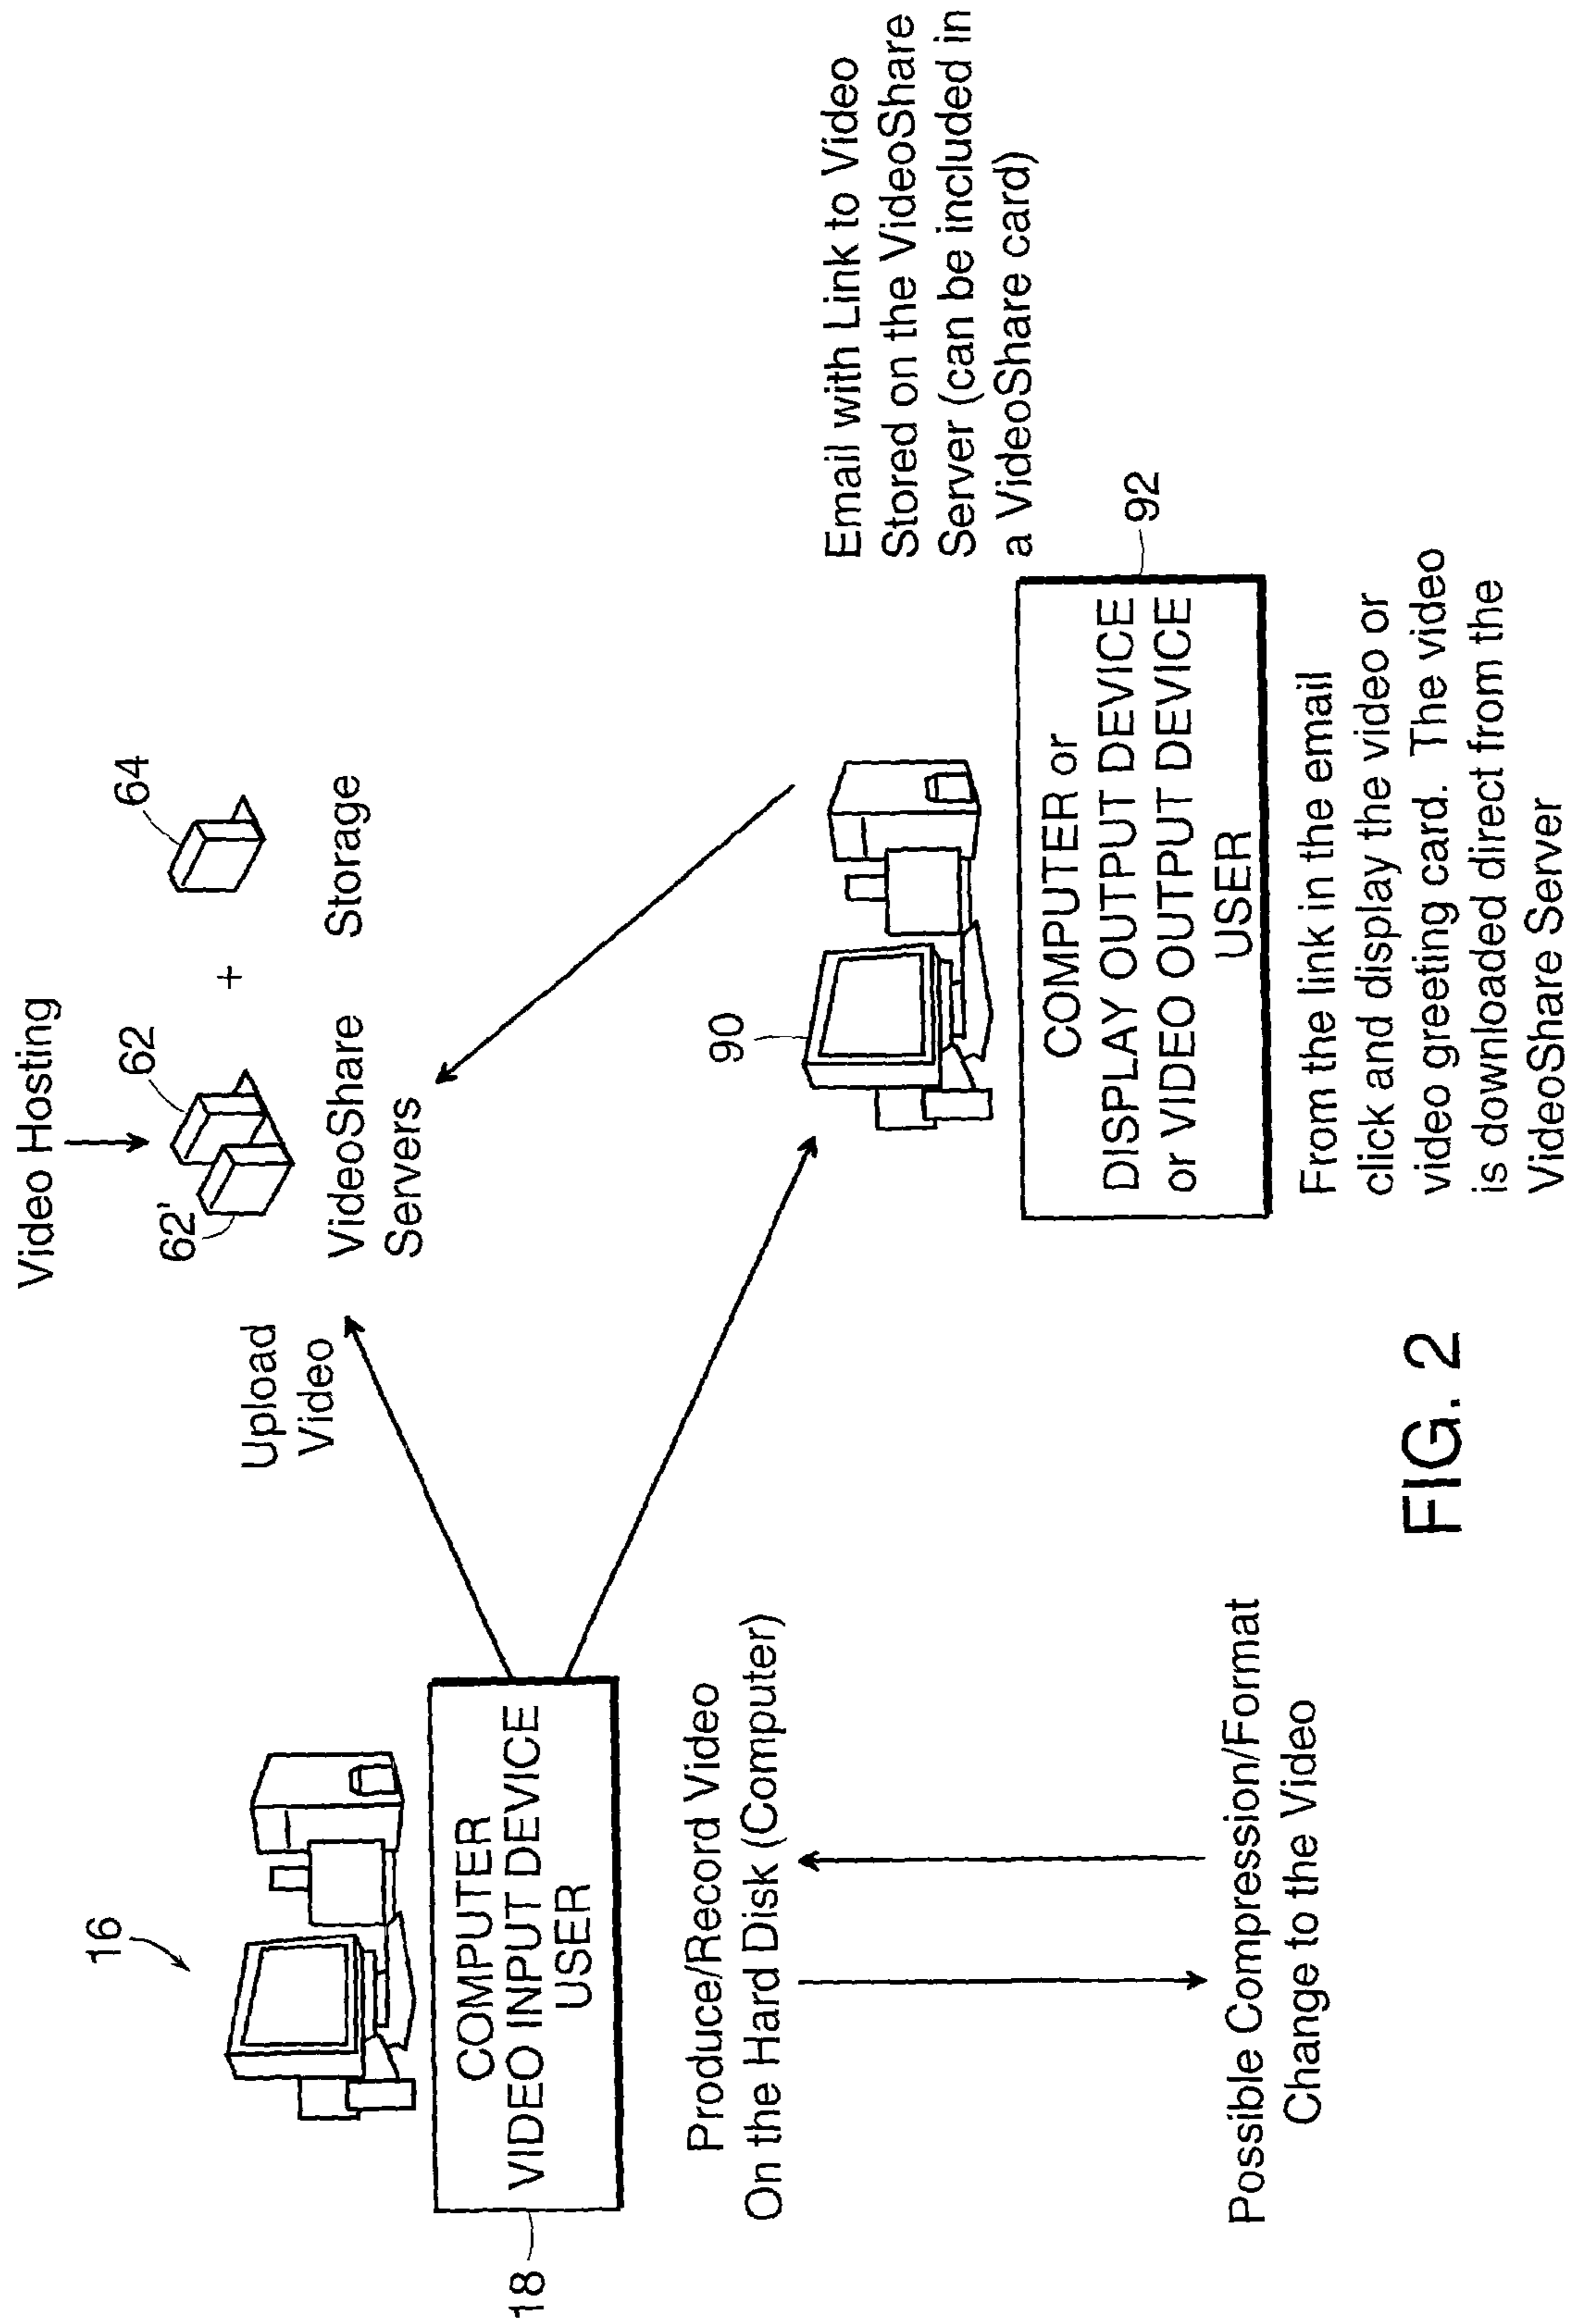 Video Hosting
62'
62
64
+
VideoShare
Servers
Storage
Upload
Video
16
COMPUTER
VIDEO INPUT DEVICE
USER
18
Produce/Record Video
On the Hard Disk (Computer)
Possible Compression/Format
Change to the Video
90
Email with Link to Video
Stored on the VideoShare
Server (can be included in
a VideoShare card)
COMPUTER or
DISPLAY OUTPUT DEVICE
or VIDEO OUTPUT DEVICE
USER
92
From the link in the email
click and display the video or
video greeting card. The video
is downloaded direct from the
VideoShare Server
FIG. 2